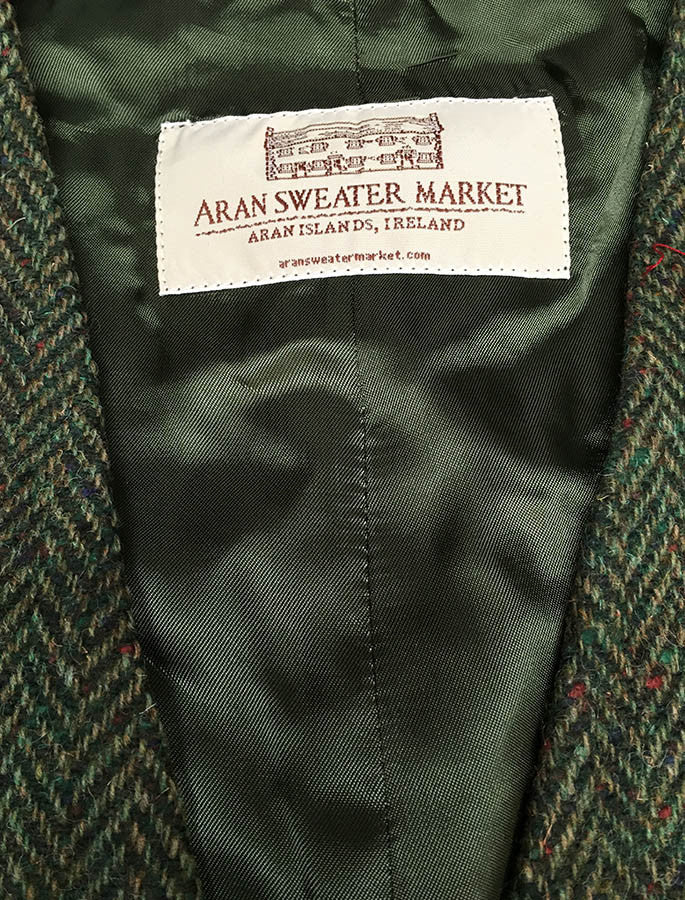 ARAN SWEATER MARKET
ARAN ISLANDS, IRELAND
aransweatermarket.com